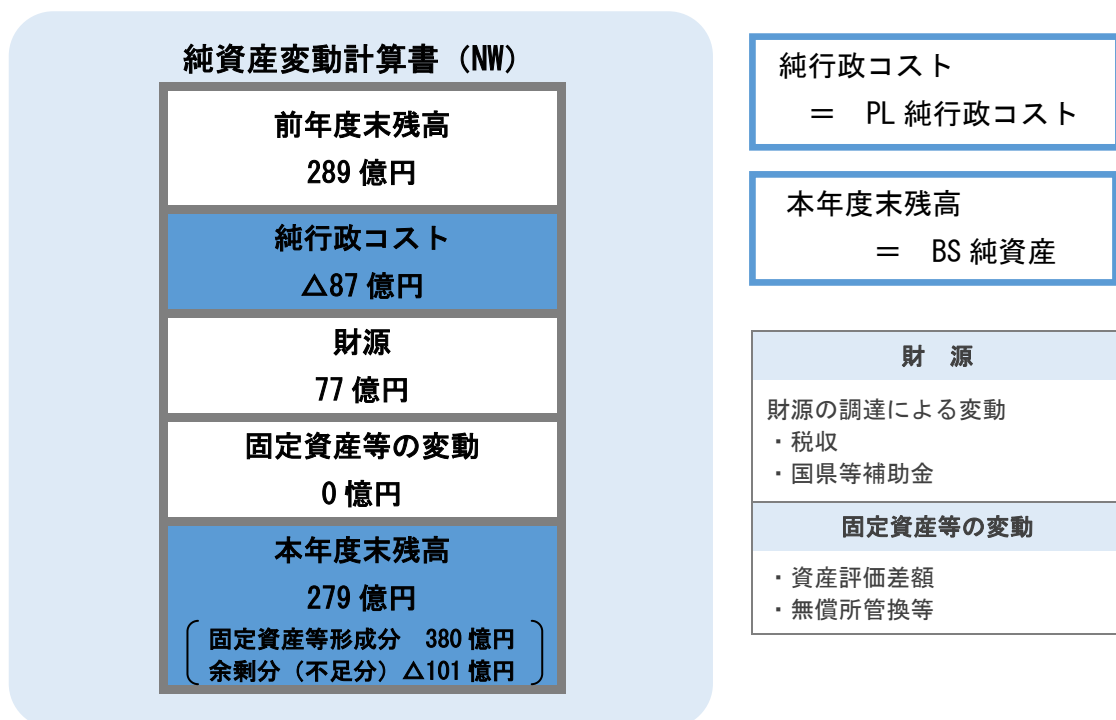 純資産変動計算書（NW）
前年度末残高
289 億円
純行政コスト
△87 億円
財源
77 億円
固定資産等の変動
0 憶円
本年度末残高
279 億円
固定資産等形成分　380 億円
余剰分（不足分）△101 億円
純行政コスト
＝　PL 純行政コスト
本年度末残高
＝　BS 純資産
財　源
財源の調達による変動
・税収
・国県等補助金
固定資産等の変動
・資産評価差額
・無償所管換等